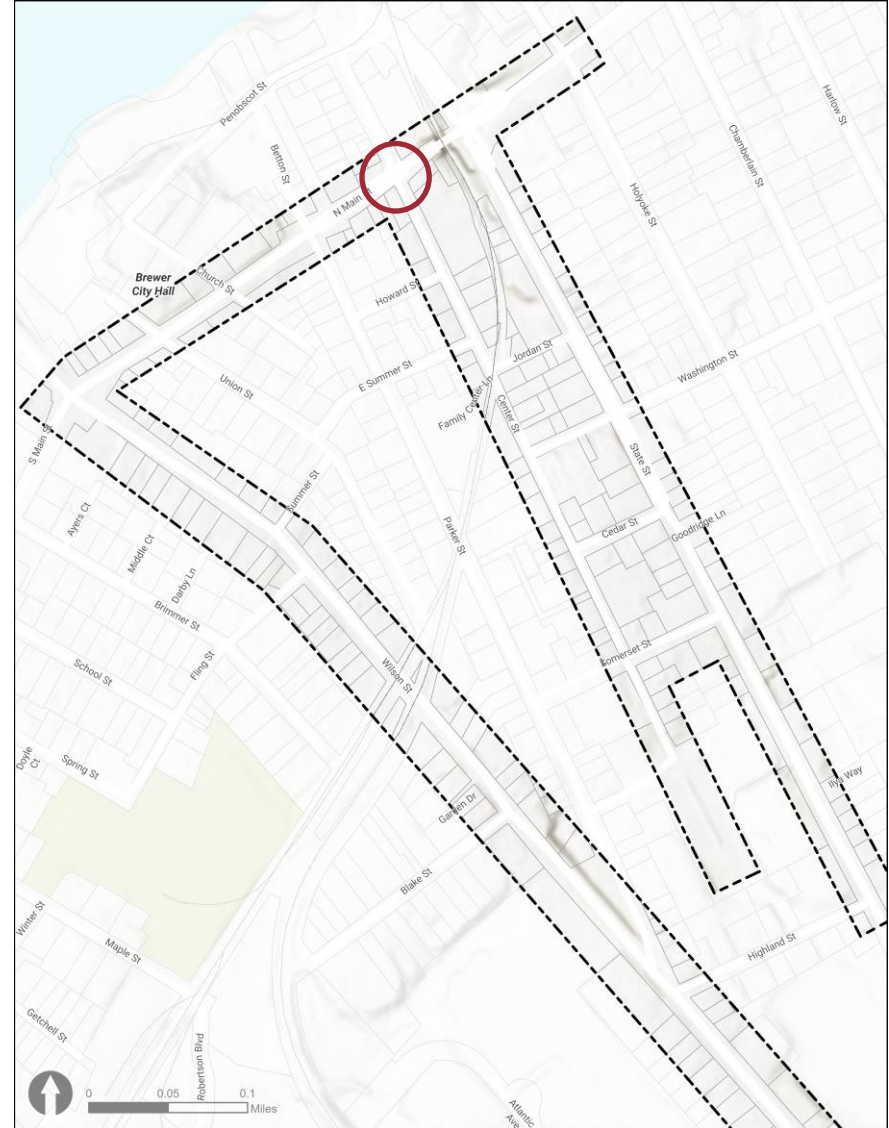 Penobscot St
Betton St
N Main
Harlow St
Chamberlain St
Holyoke St
Brewer
City Hall
Church St
Howard St
Jordan St
Union St
E Summer St
Washington St
Family Center Ln
Center St
S Main St
State St
Summer St
Ayers Ct
Parker St
Cedar St
Goodridge Ln
Middle Ct
Darby Ln
Brimmer St
Fling St
Somerset St
School St
Wilson St
Doyle
Ct
Spring St
Ilya Way
Garden Dr
Blake St
Winter St
Maple St
Highland St
Getchell St
Robertson Blvd
0 0.05 0.1
Miles
Atlantic
Ave